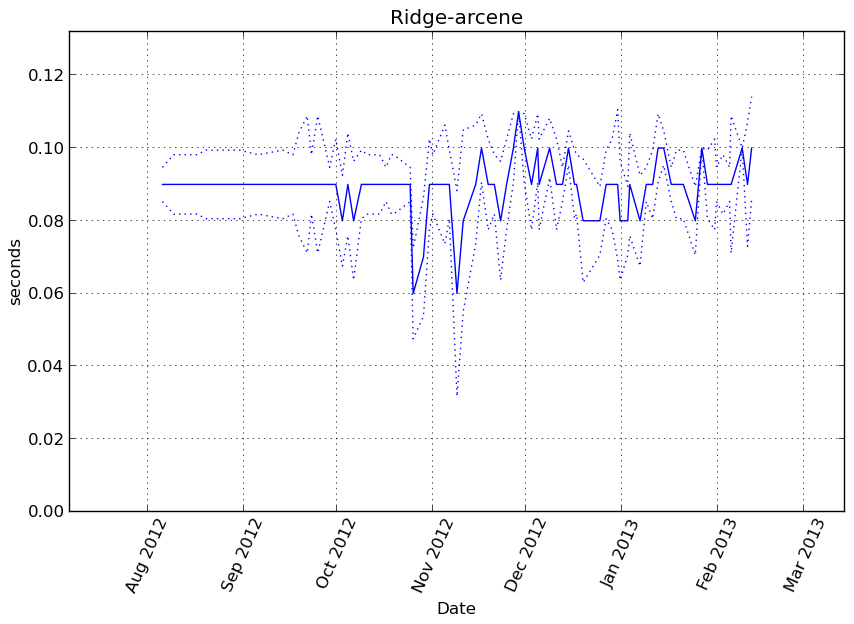 Ridge-arcene
0.12
0.10
0.08
0.06
0.04
0.02
0.00
seconds
Aug 2012
Sep 2012
Oct 2012
Nov 2012
Dec 2012
Jan 2013
Feb 2013
Mar 2013
Date